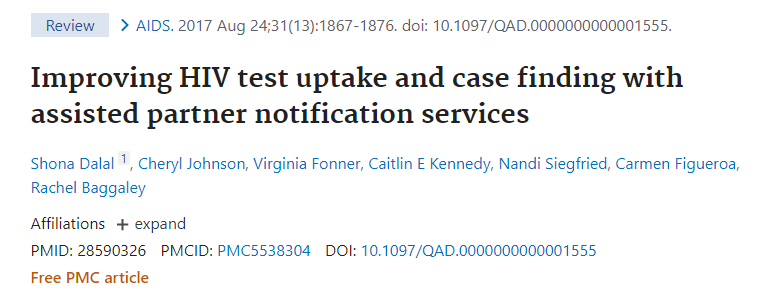 Review > AIDS. 2017 Aug 24;31(13):1867-1876. doi: 10.1097/QAD.0000000000001555.
Improving HIV test uptake and case finding with
assisted partner notification services
Shona Dalal 1, Cheryl Johnson, Virginia Fonner, Caitlin E Kennedy, Nandi Siegfried, Carmen Figueroa,
Rachel Baggaley
Affiliations + expand
PMID: 28590326 PMCID: PMC5538304 DOI: 10.1097/QAD.0000000000001555
Free PMC article